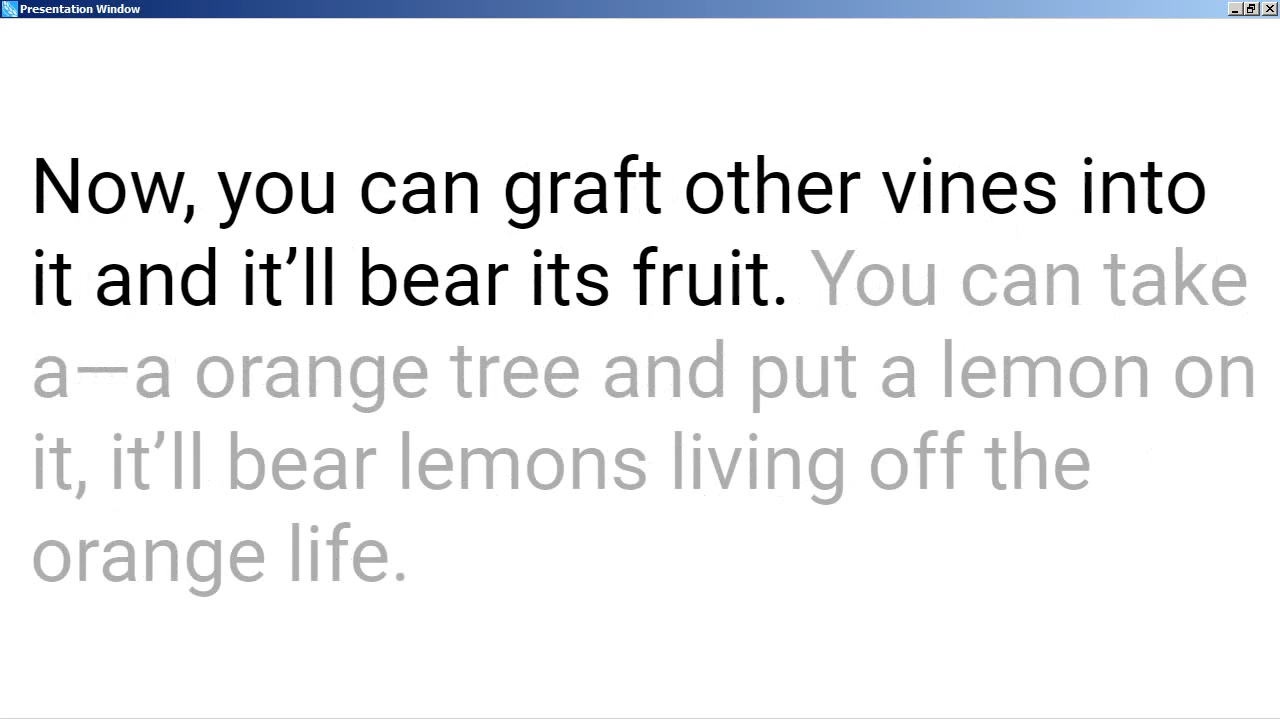 Presentation Window
Now, you can graft other vines into
it and it’ll bear its fruit. You can take
a—a orange tree and put a lemon on
it, it’ll bear lemons living off the
orange life.